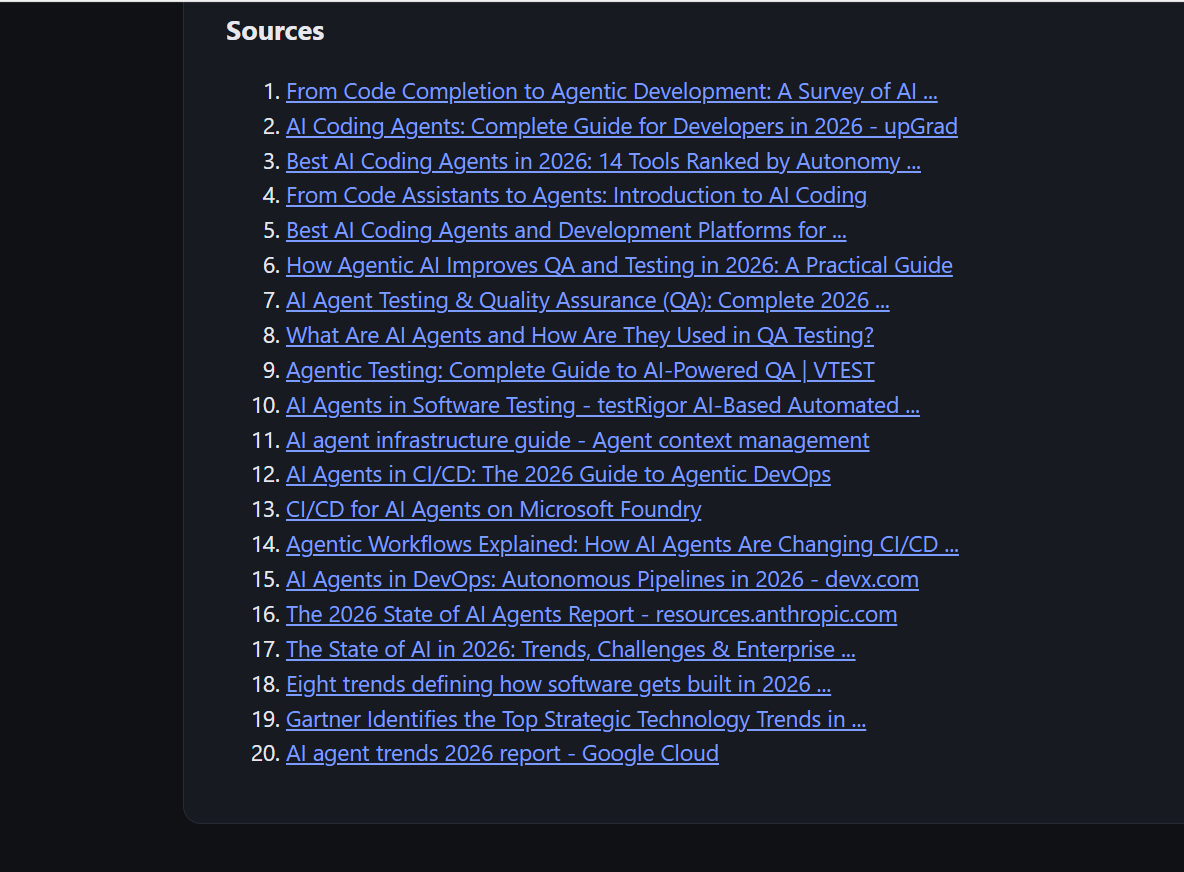 Sources
1. From Code Completion to Agentic Development: A Survey of AI ...
2. AI Coding Agents: Complete Guide for Developers in 2026 - upGrad
3. Best AI Coding Agents in 2026: 14 Tools Ranked by Autonomy ...
4. From Code Assistants to Agents: Introduction to AI Coding
5. Best AI Coding Agents and Development Platforms for ...
6. How Agentic AI Improves QA and Testing in 2026: A Practical Guide
7. AI Agent Testing & Quality Assurance (QA): Complete 2026 ...
8. What Are AI Agents and How Are They Used in QA Testing?
9. Agentic Testing: Complete Guide to AI-Powered QA | VTEST
10. AI Agents in Software Testing - testRigor AI-Based Automated ...
11. AI agent infrastructure guide - Agent context management
12. AI Agents in CI/CD: The 2026 Guide to Agentic DevOps
13. CI/CD for AI Agents on Microsoft Foundry
14. Agentic Workflows Explained: How AI Agents Are Changing CI/CD ...
15. AI Agents in DevOps: Autonomous Pipelines in 2026 - devx.com
16. The 2026 State of AI Agents Report - resources.anthropic.com
17. The State of AI in 2026: Trends, Challenges & Enterprise ...
18. Eight trends defining how software gets built in 2026 ...
19. Gartner Identifies the Top Strategic Technology Trends in ...
20. AI agent trends 2026 report - Google Cloud